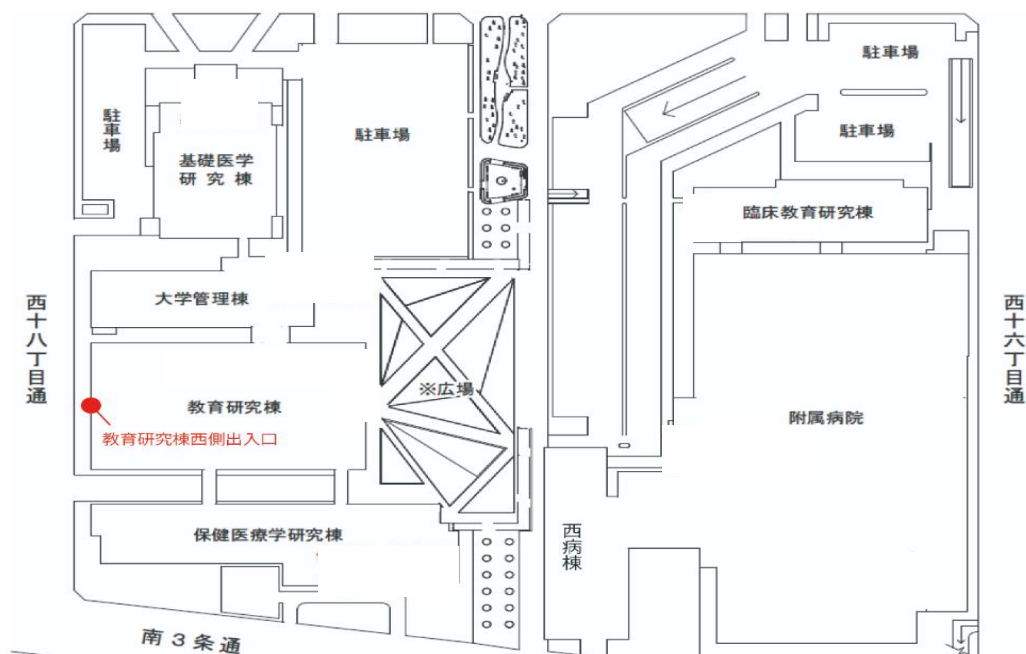 駐車場
駐車場
駐車場
駐車場
基礎医学
研究棟
臨床教育研究棟
大学管理棟
西十八丁目通
西十六丁目通
※広場
教育研究棟
附属病院
教育研究棟西側出入口
保健医療学研究棟
西病棟
南3条通